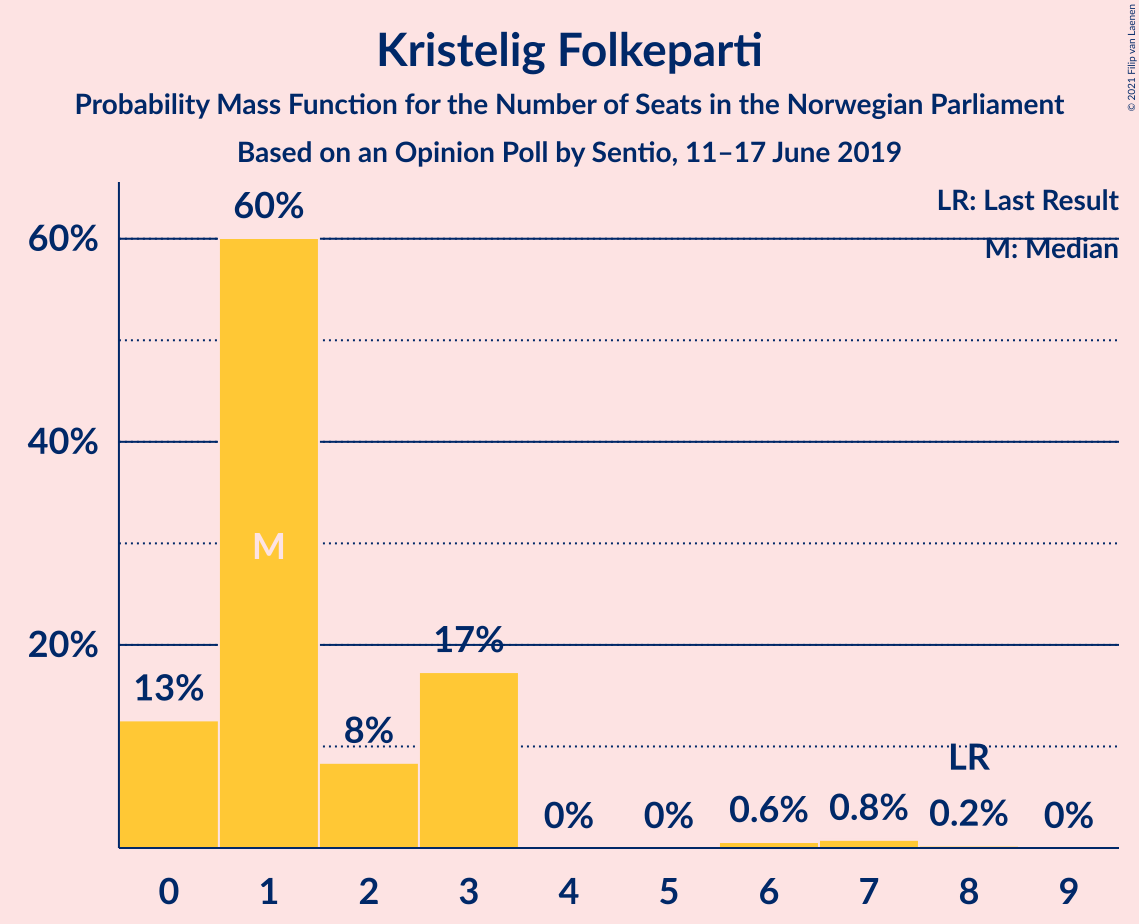 Kristelig Folkeparti
Probability Mass Function for the Number of Seats in the Norwegian Parliament
Based on an Opinion Poll by Sentio, 11–17 June 2019
© 2021 Filip van Laenen
LR: Last Result
M: Median
60%
40%
20%
13%
60%
M
8%
17%
0%
0%
0.6%
0.8%
LR
0.2%
0%
0 1 2 3 4 5 6 7 8 9